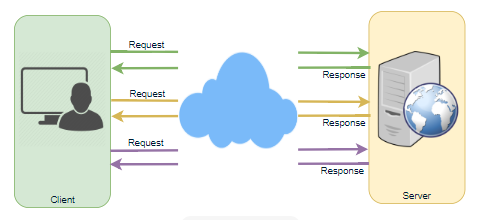 Request
Response
Request
Response
Request
Response
Client
Server